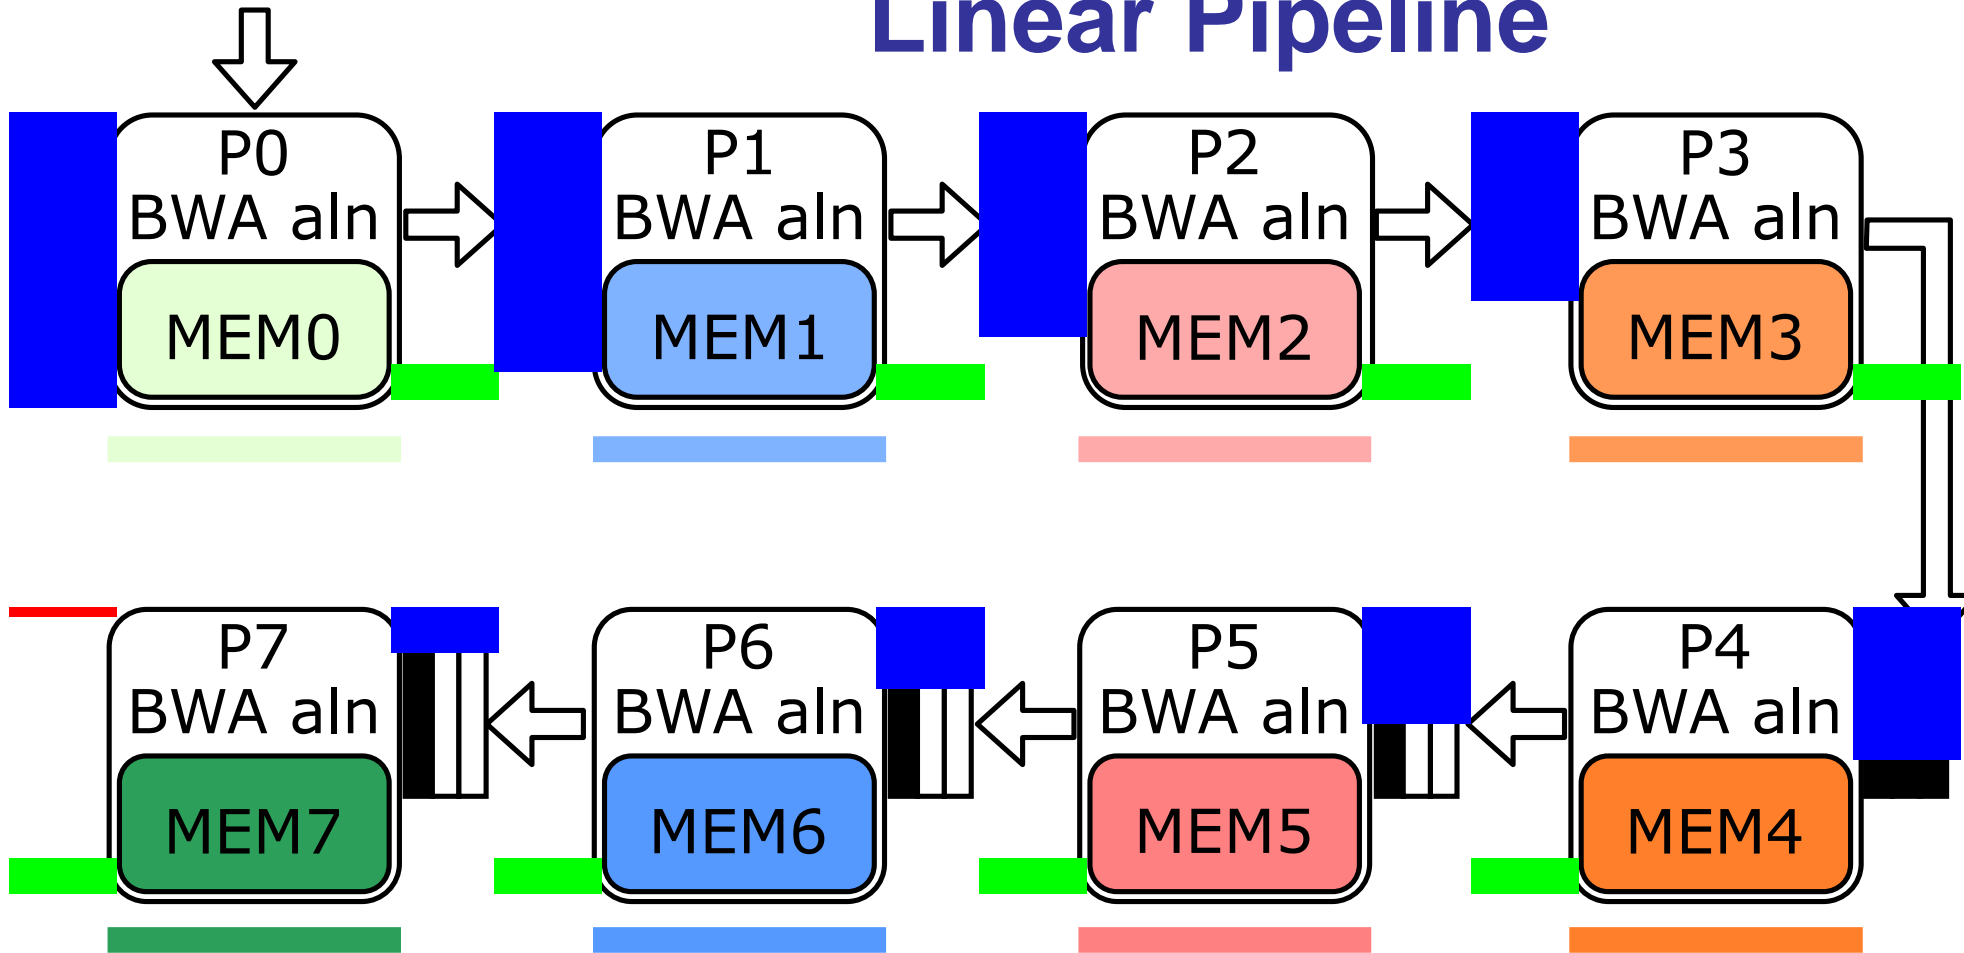 Linear Pipeline
P0
BWA aln
MEM0
P1
BWA aln
MEM1
P2
BWA aln
MEM2
P3
BWA aln
MEM3
P7
BWA aln
MEM7
P6
BWA aln
MEM6
P5
BWA aln
MEM5
P4
BWA aln
MEM4